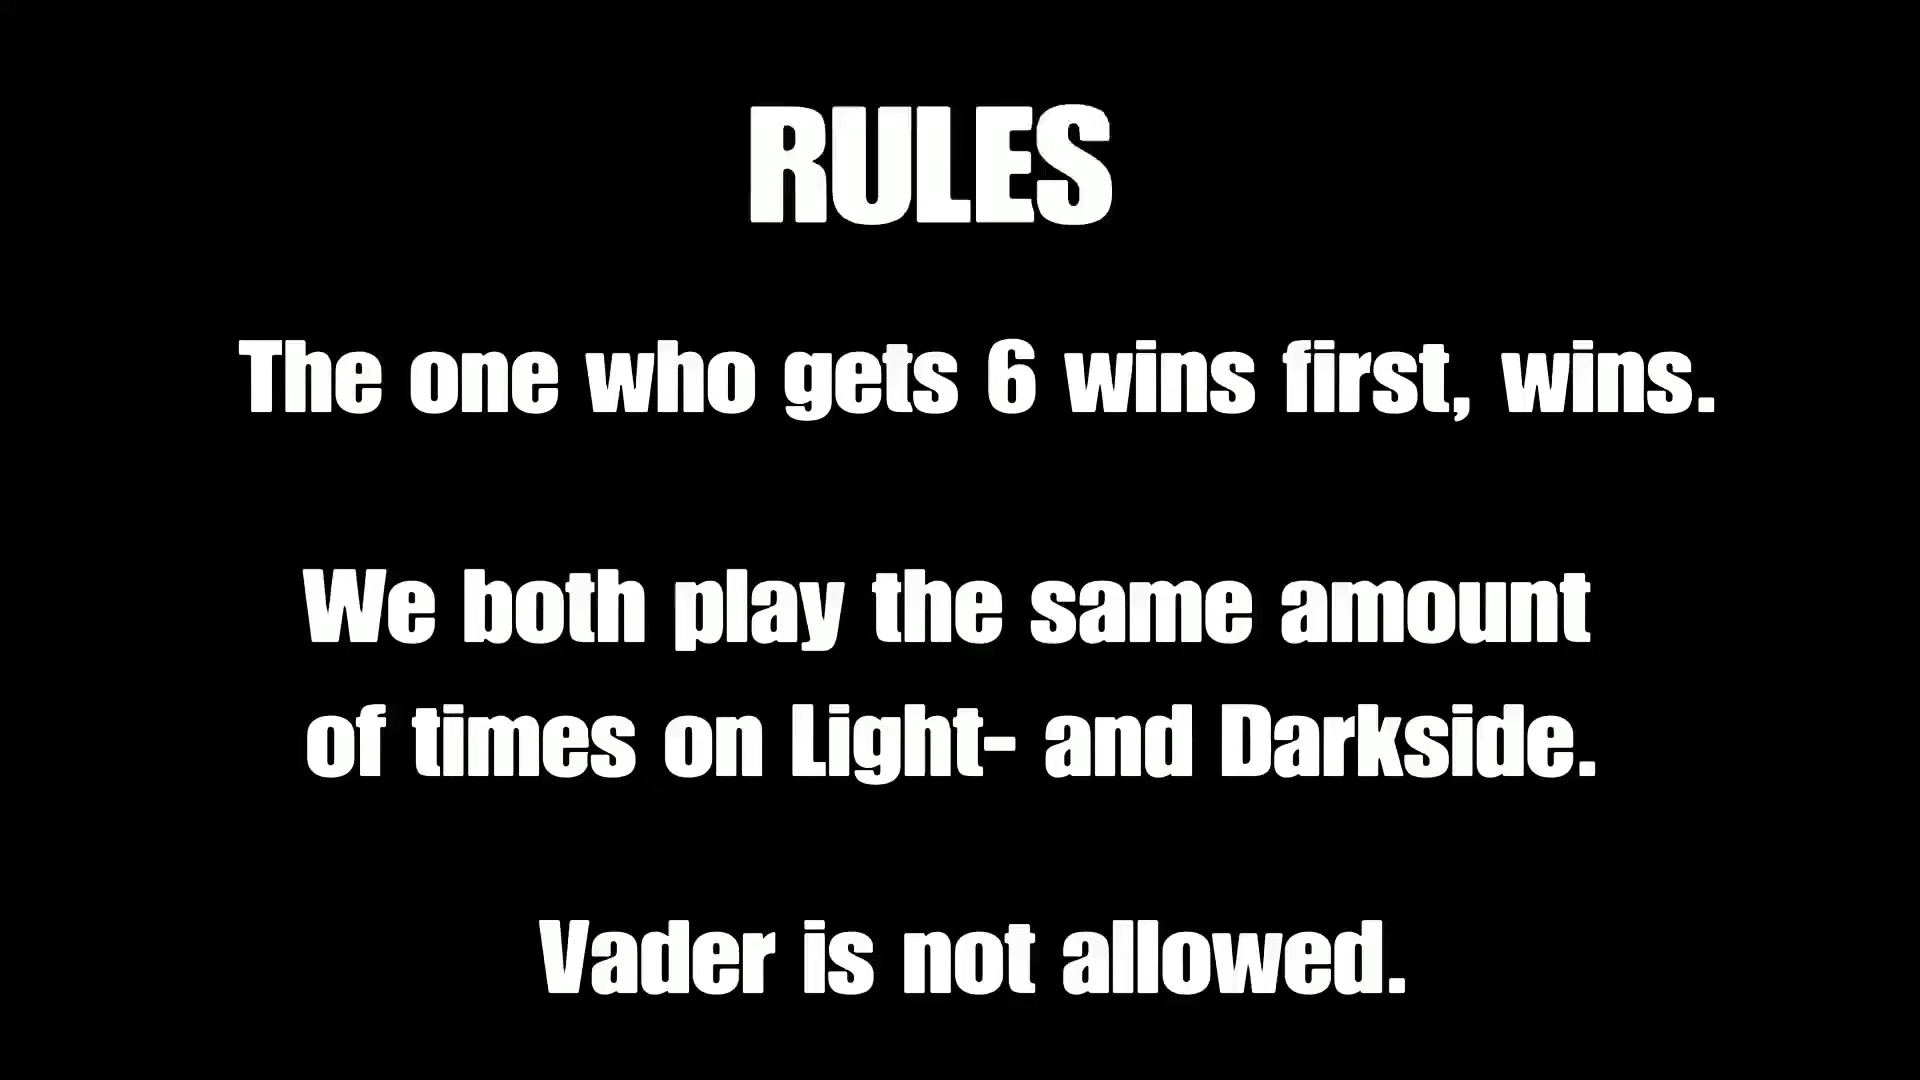 RULES
The one who gets 6 wins first, wins.
We both play the same amount
of times on Light- and Darkside.
Vader is not allowed.